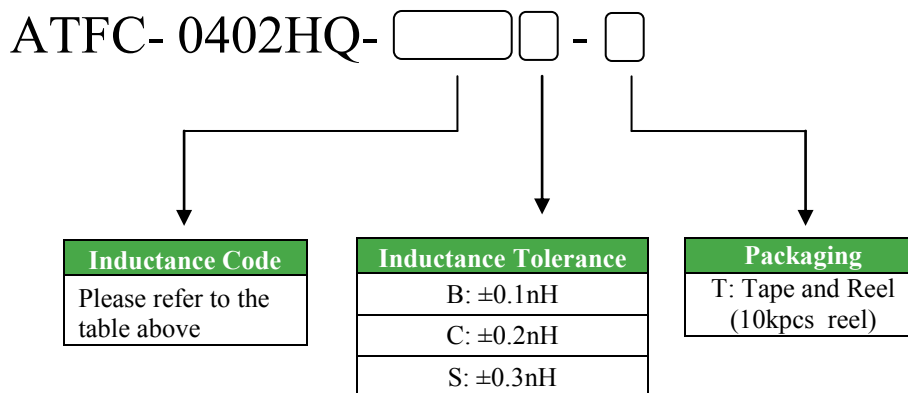 ATFC- 0402HQ- -
Inductance Code
Please refer to the
table above
Inductance Tolerance
B: ±0.1nH
C: ±0.2nH
S: ±0.3nH
Packaging
T: Tape and Reel
(10kpcs reel)